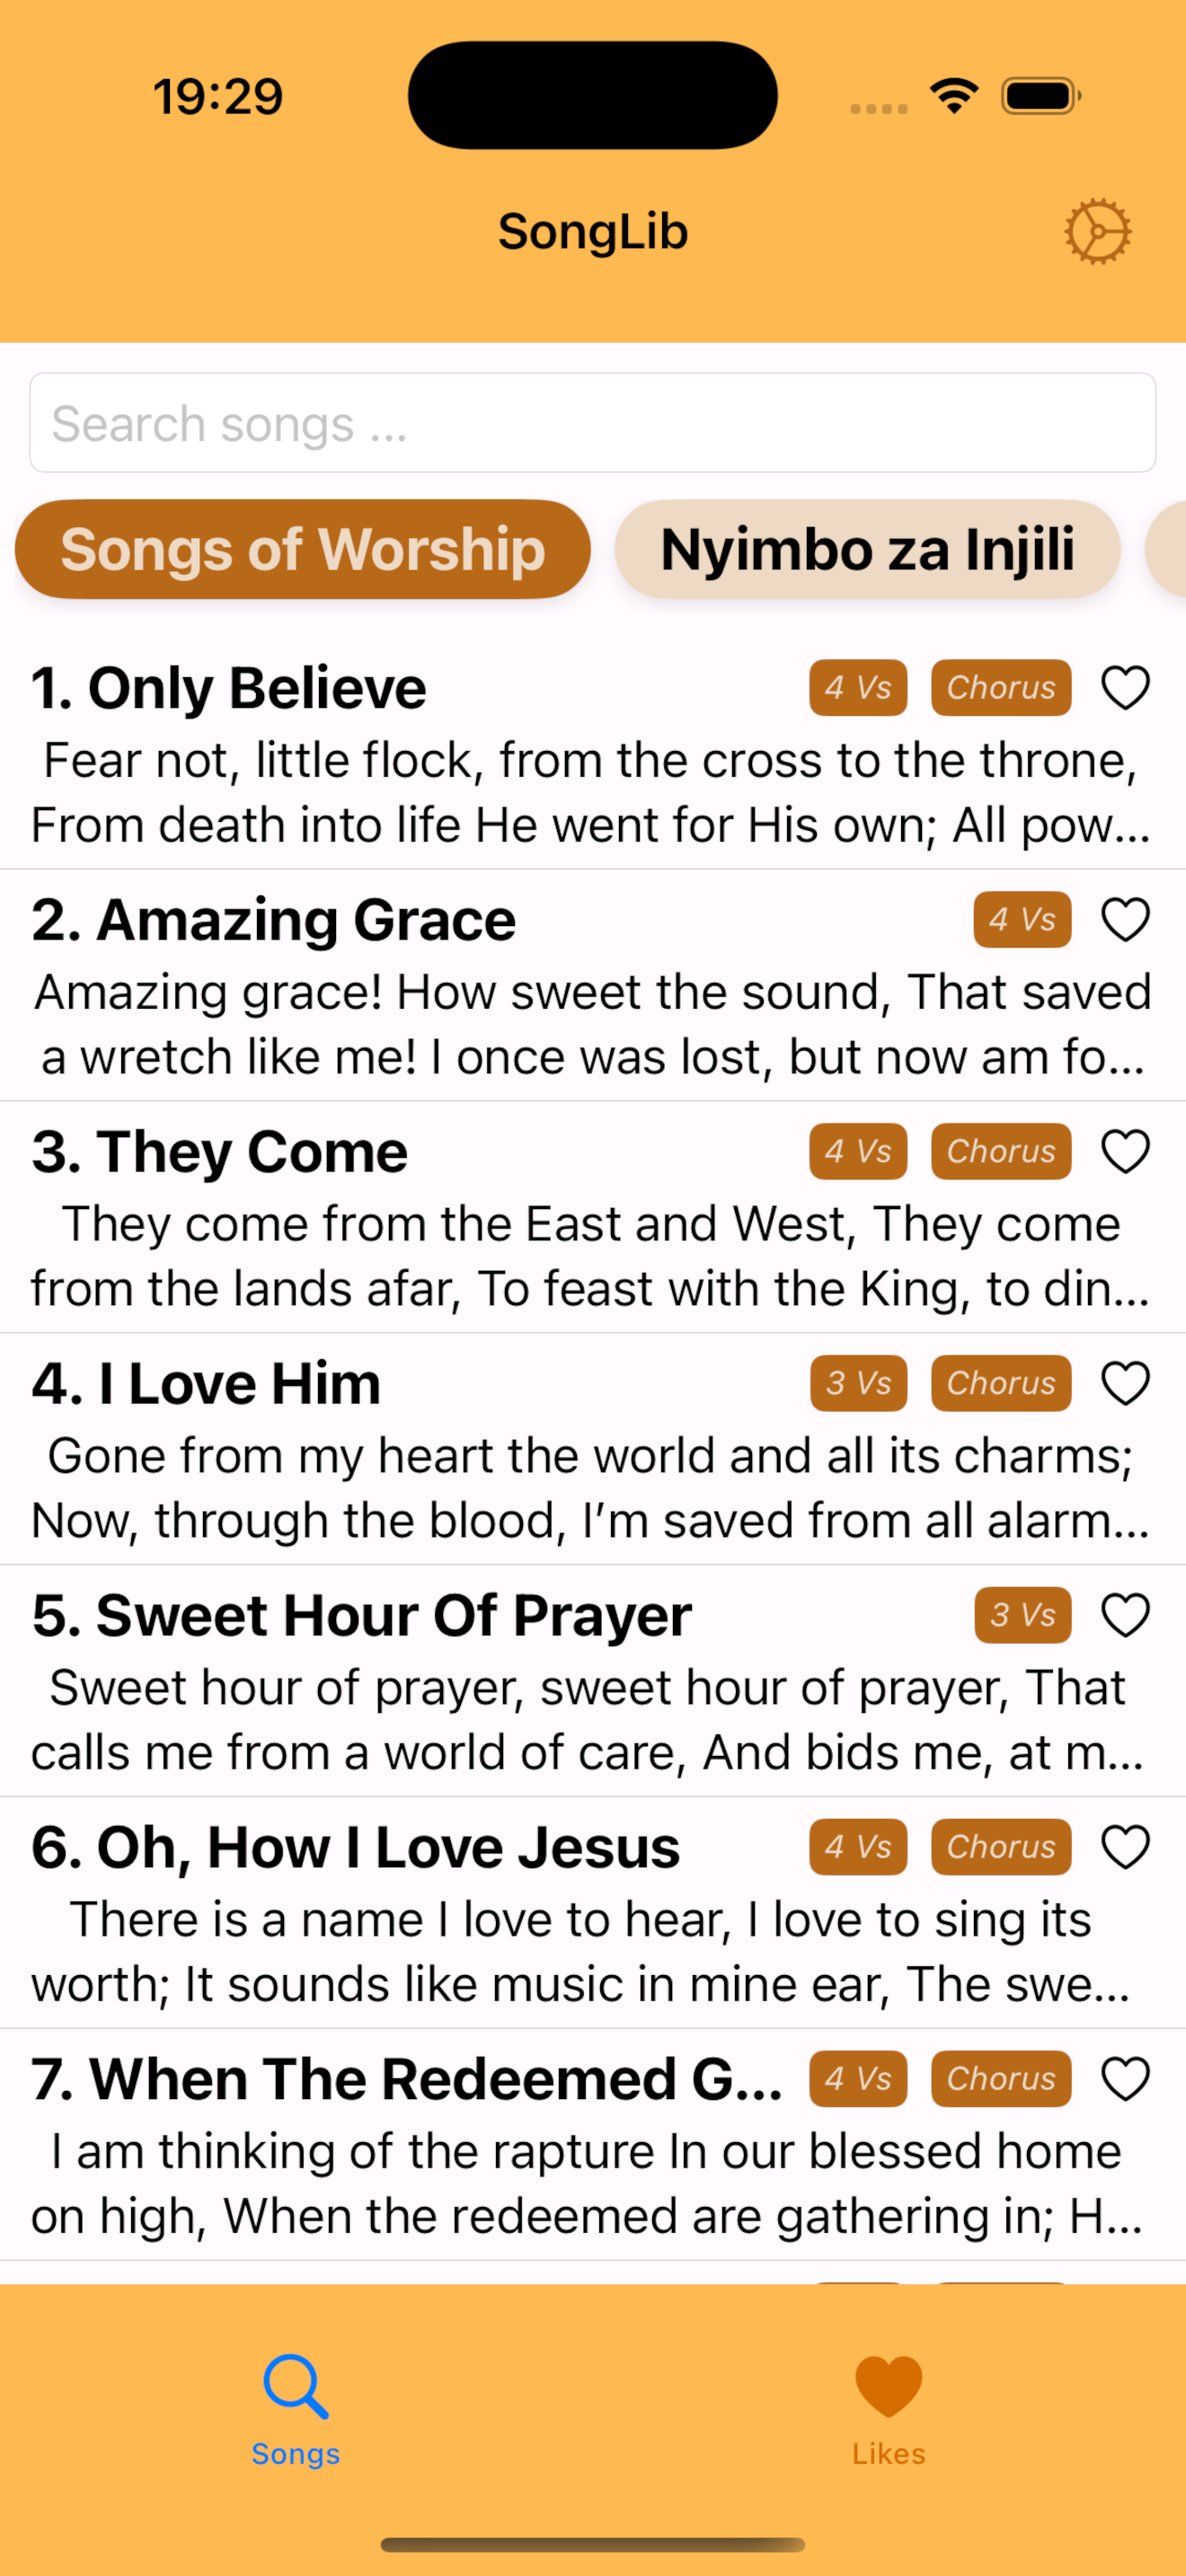 19:29
SongLib
Search songs ...
Songs of Worship
Nyimbo za Injili
1. Only Believe
4 Vs
Chorus
Fear not, little flock, from the cross to the throne,
From death into life He went for His own; All pow...
2. Amazing Grace
4 Vs
Amazing grace! How sweet the sound, That saved
a wretch like me! I once was lost, but now am fo...
3. They Come
4 Vs
Chorus
They come from the East and West, They come
from the lands afar, To feast with the King, to din...
4. I Love Him
3 Vs
Chorus
Gone from my heart the world and all its charms;
Now, through the blood, I’m saved from all alarm...
5. Sweet Hour Of Prayer
3 Vs
Sweet hour of prayer, sweet hour of prayer, That
calls me from a world of care, And bids me, at m...
6. Oh, How I Love Jesus
4 Vs
Chorus
There is a name I love to hear, I love to sing its
worth; It sounds like music in mine ear, The swe...
7. When The Redeemed G...
4 Vs
Chorus
I am thinking of the rapture In our blessed home
on high, When the redeemed are gathering in; H...
Songs
Likes